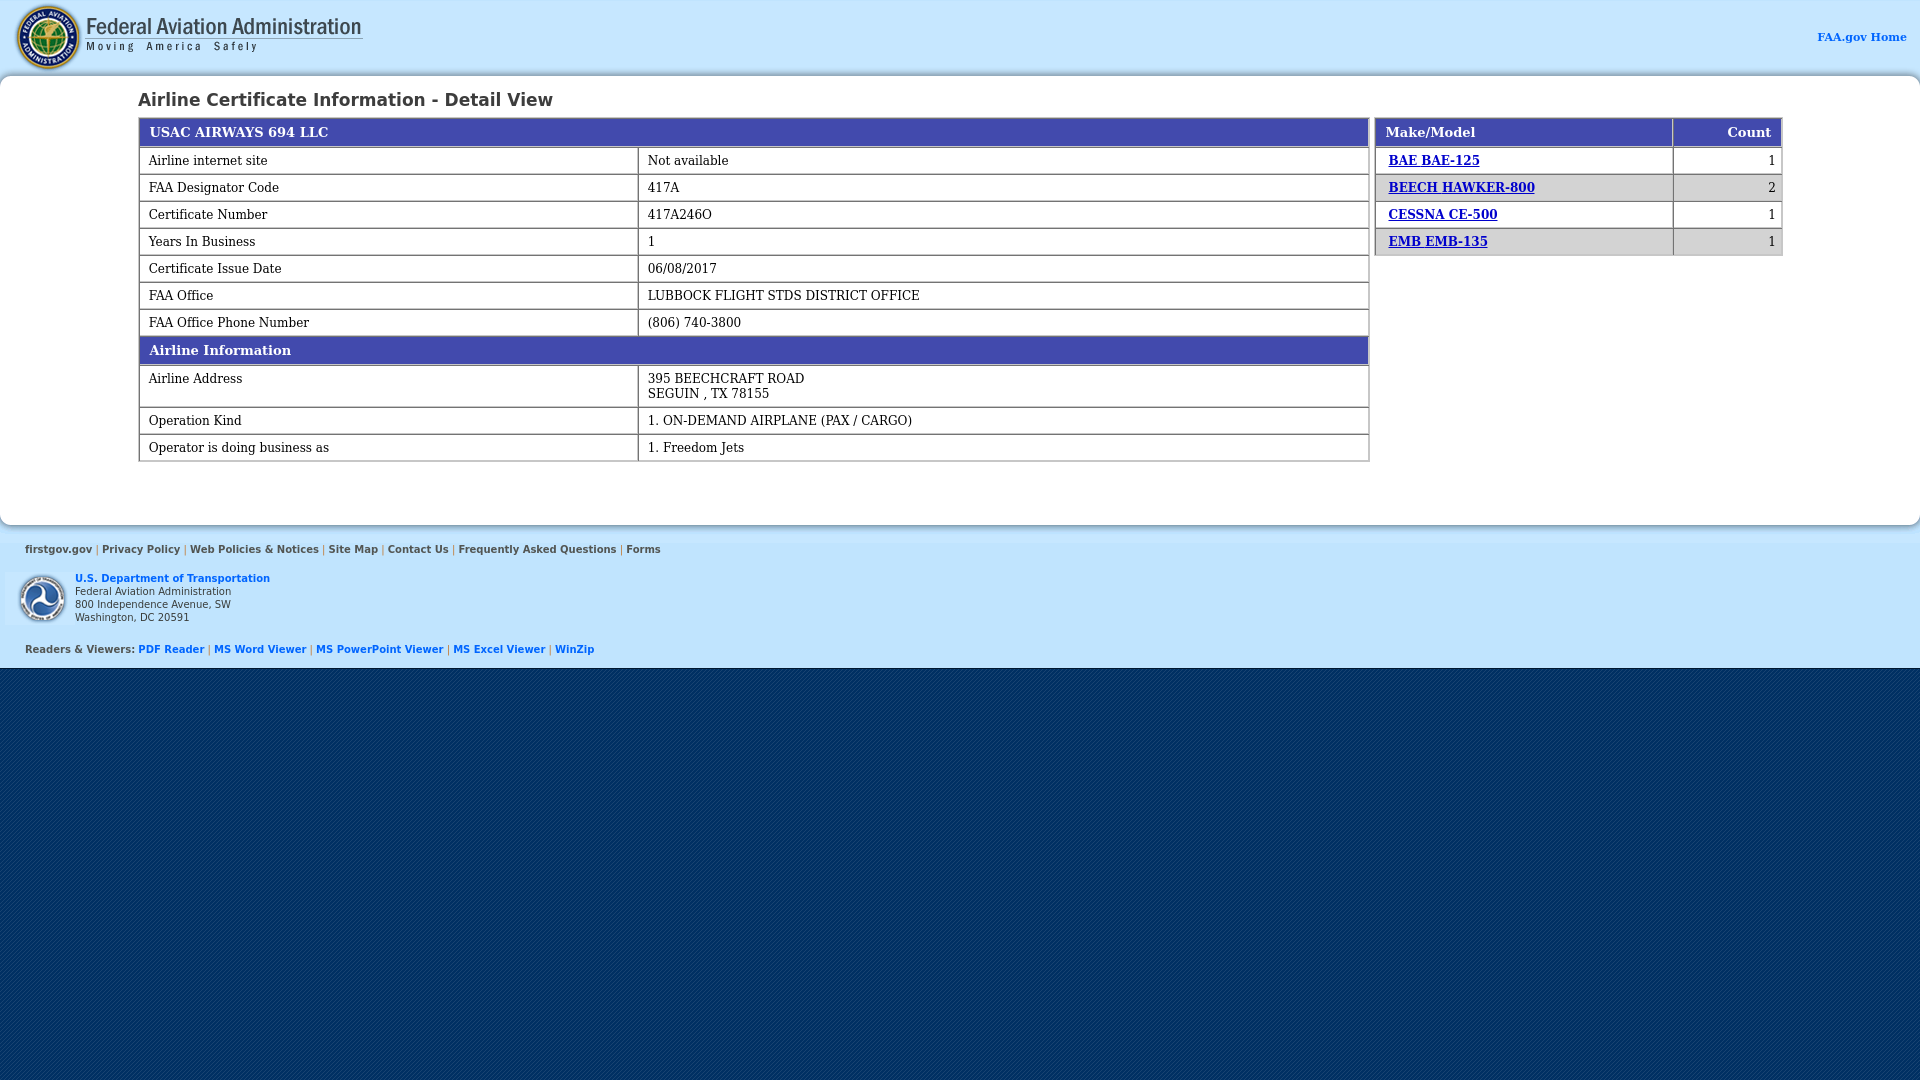 Federal Aviation Administration
Moving America Safely
FAA.gov Home
Airline Certificate Information - Detail View
USAC AIRWAYS 694 LLC
Airline internet site Not available
FAA Designator Code 417A
Certificate Number 417A246O
Years In Business 1
Certificate Issue Date 06/08/2017
FAA Office LUBBOCK FLIGHT STDS DISTRICT OFFICE
FAA Office Phone Number (806) 740-3800
Airline Information
Airline Address 395 BEECHCRAFT ROAD
SEGUIN , TX 78155
Operation Kind 1. ON-DEMAND AIRPLANE (PAX / CARGO)
Operator is doing business as 1. Freedom Jets
Make/Model Count
BAE BAE-125 1
BEECH HAWKER-800 2
CESSNA CE-500 1
EMB EMB-135 1
firstgov.gov | Privacy Policy | Web Policies & Notices | Site Map | Contact Us | Frequently Asked Questions | Forms
U.S. Department of Transportation
Federal Aviation Administration
800 Independence Avenue, SW
Washington, DC 20591
Readers & Viewers: PDF Reader | MS Word Viewer | MS PowerPoint Viewer | MS Excel Viewer | WinZip